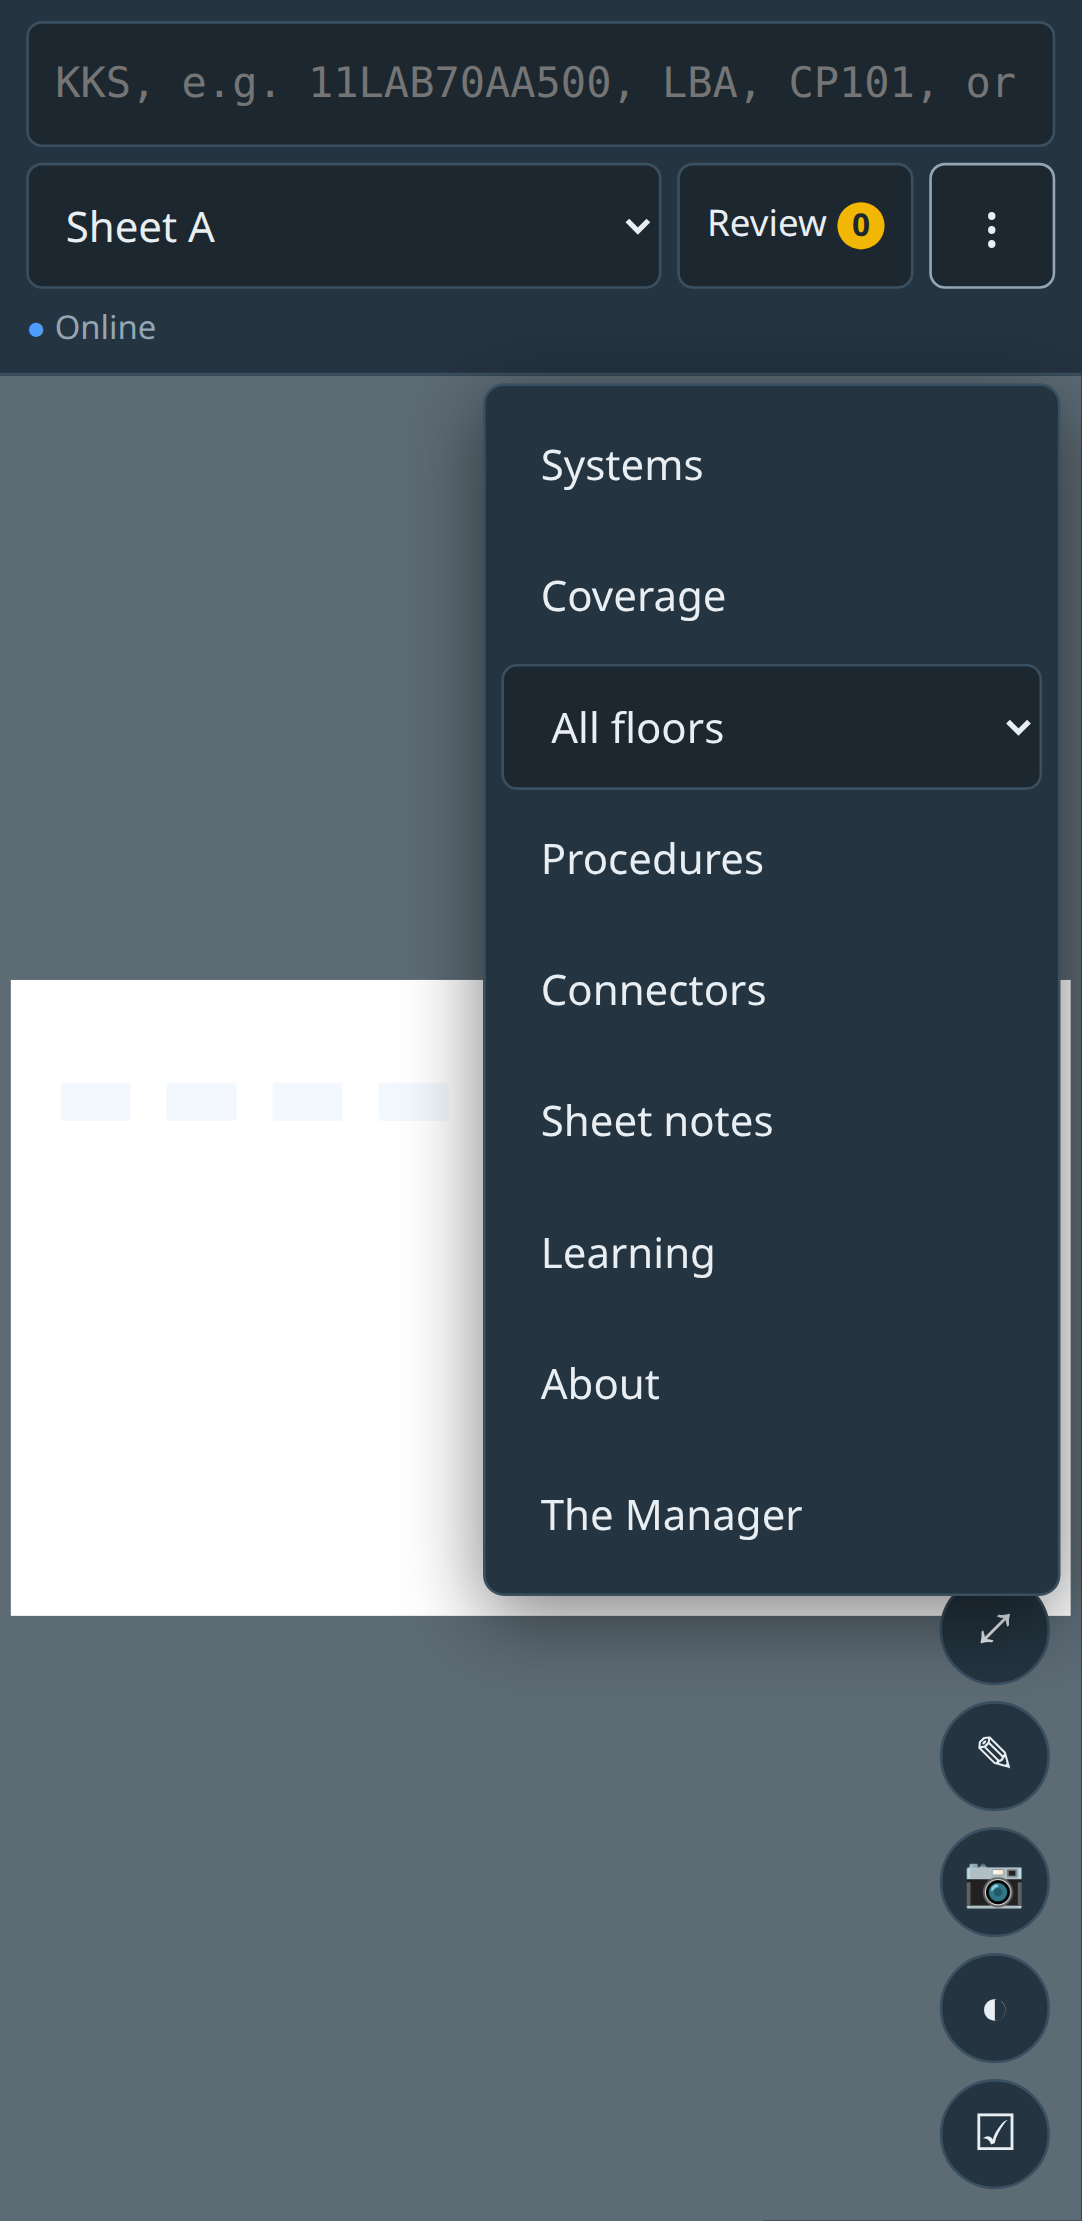 KKS, e.g. 11LAB70AA500, LBA, CP101, or
Sheet A
Review 0
Online
Systems
Coverage
All floors
Procedures
Connectors
Sheet notes
Learning
About
The Manager